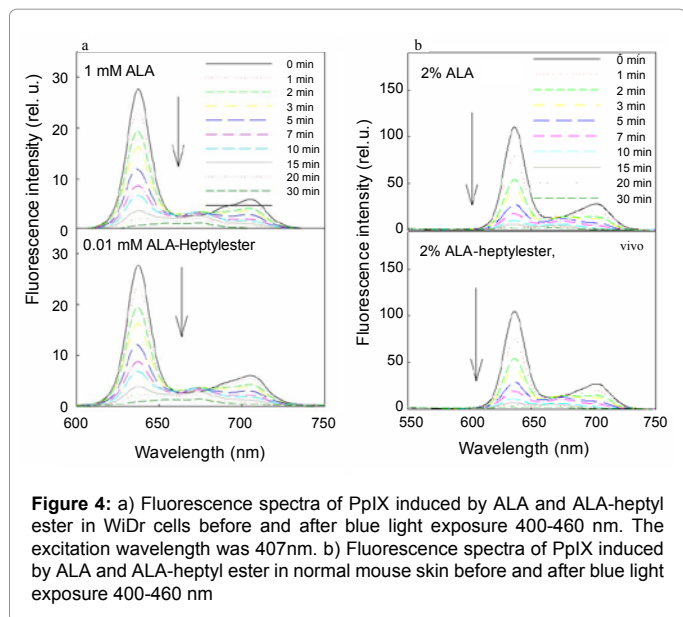 a
1 mM ALA
0 min
1 min
2 min
3 min
5 min
7 min
10 min
15 min
20 min
30 min
Fluorescence intensity (rel. u.)
30
20
10
0
0.01 mM ALA-Heptylester
30
20
10
0
600 650 700 750
Wavelength (nm)
b
2% ALA
0 min
1 min
2 min
3 min
5 min
7 min
10 min
15 min
20 min
30 min
Fluorescence intensity (rel.u.)
150
100
50
0
2% ALA-heptylester, vivo
150
100
50
0
550 600 650 700 750
Wavelength (nm)
Figure 4: a) Fluorescence spectra of PpIX induced by ALA and ALA-heptyl
ester in WiDr cells before and after blue light exposure 400-460 nm. The
excitation wavelength was 407nm. b) Fluorescence spectra of PpIX induced
by ALA and ALA-heptyl ester in normal mouse skin before and after blue light
exposure 400-460 nm